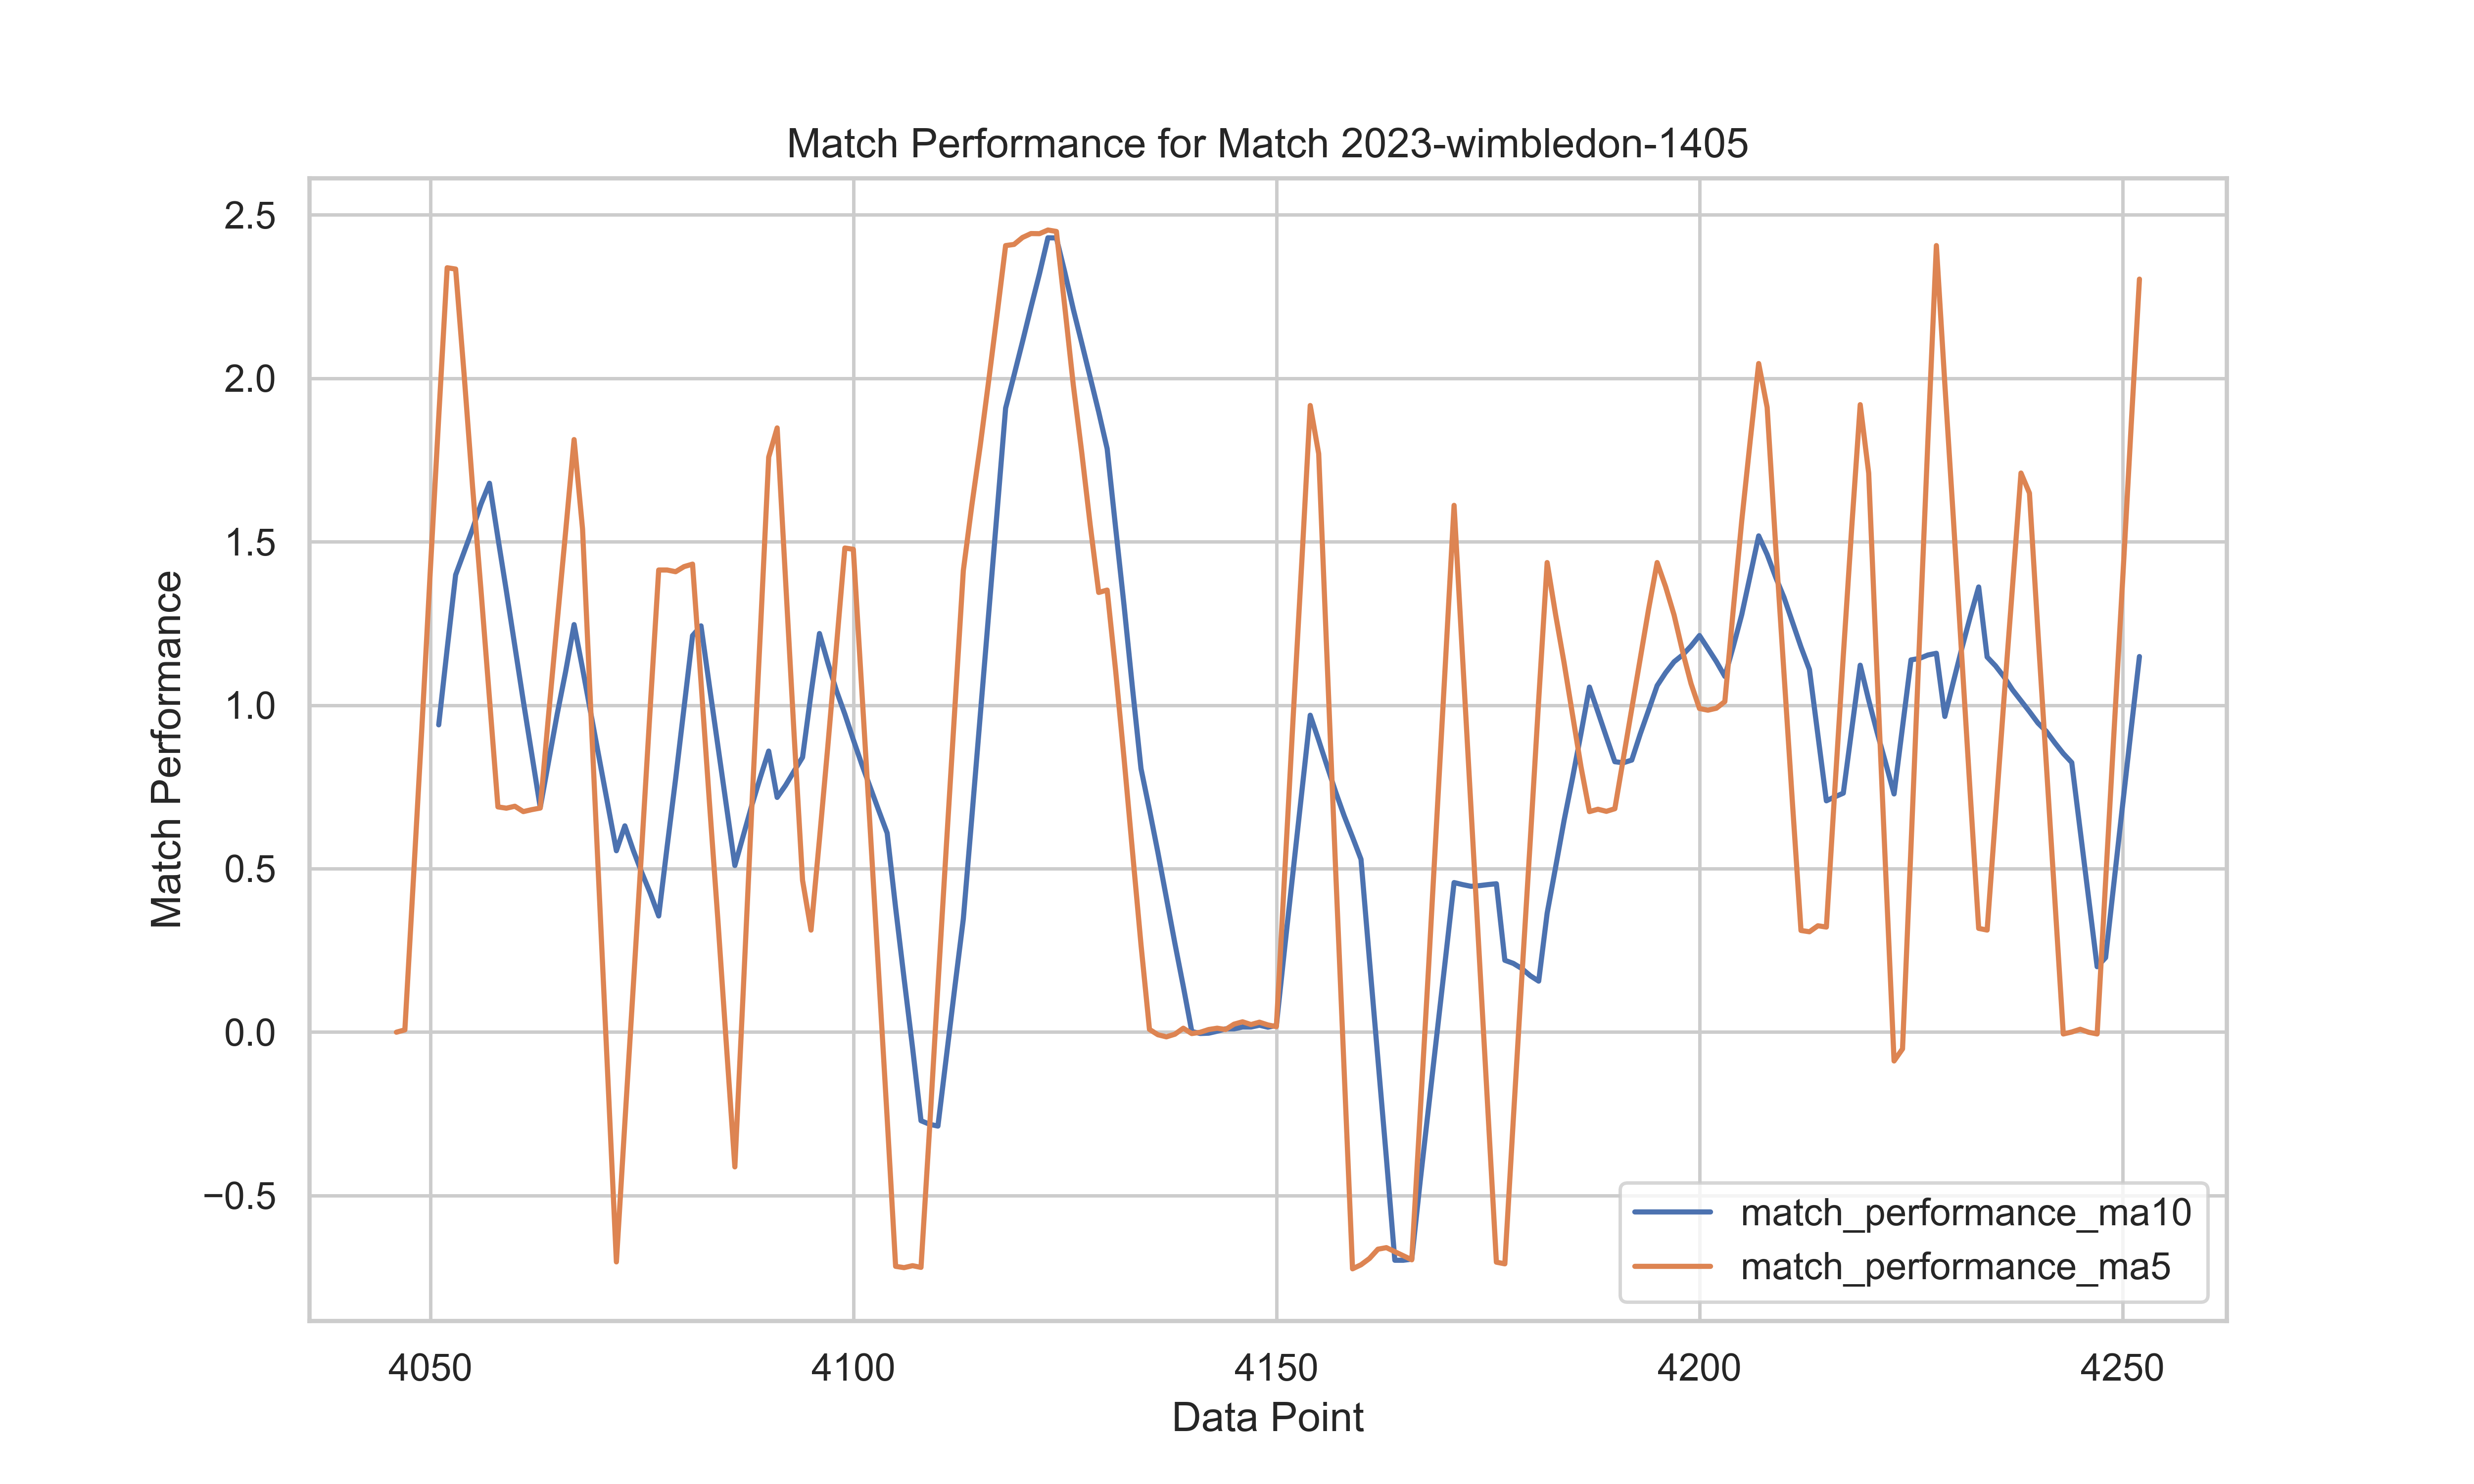 Match Performance for Match 2023-wimbledon-1405
Match Performance
2.5
2.0
1.5
1.0
0.5
0.0
−0.5
4050 4100 4150 4200 4250
Data Point
match_performance_ma10
match_performance_ma5